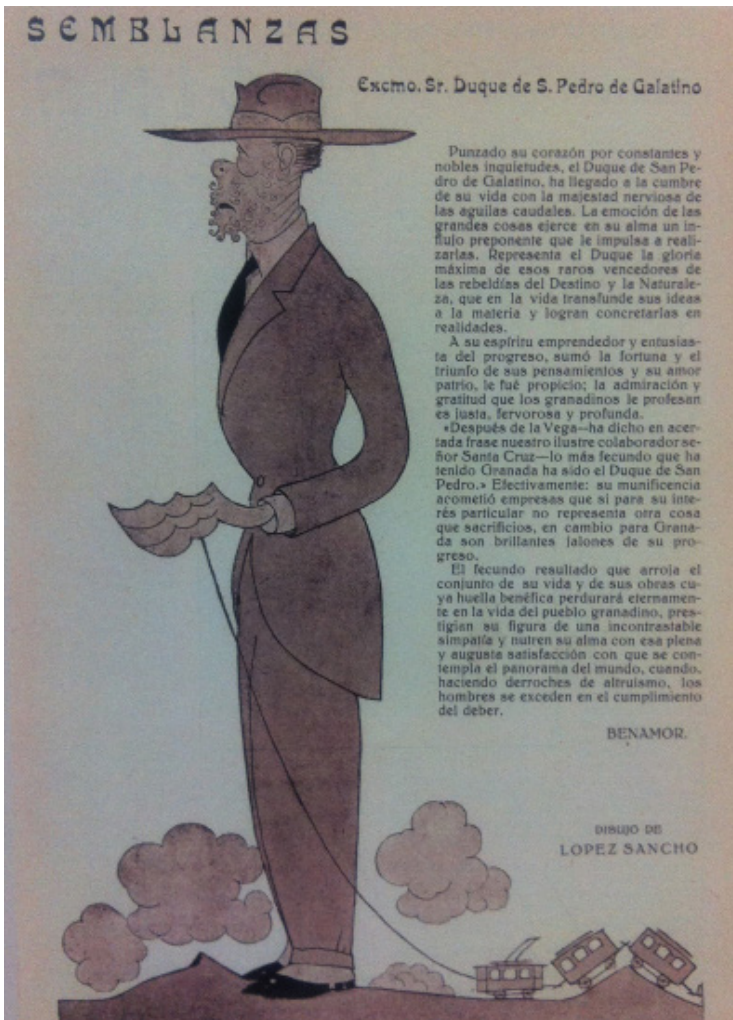 SEMBLANZAS
Excmo. Sr. Duque de S. Pedro de Galatino
Punzado su corazón por constantes y
nobles inquietudes, el Duque de San Pe-
dro de Galatino, ha llegado a la cumbre
de su vida con la majestad nerviosa de
las aguilas caudales. La emoción de las
grandes cosas ejerce en su alma un in-
flujo preponente que le impulsa a reali-
zarlas. Representa el Duque la gloria
máxima de esos raros vencedores de
las rebeldías del Destino y la Naturale-
za, que en la vida transfunde sus ideas
a la materia y logran concretarlas en
realidades.
A su espíritu emprendedor y entusias-
ta del progreso, sumó la fortuna y el
triunfo de sus pensamientos y su amor
patrio, le fué propicio; la admiración y
gratitud que los granadinos le profesan
es justa, fervorosa y profunda.
«Después de la Vega—ha dicho en acer-
tada frase nuestro ilustre colaborador se-
ñor Santa Cruz—lo más fecundo que ha
tenido Granada ha sido el Duque de San
Pedro.» Efectivamente: su munificencia
acometió empresas que si para su inte-
rés particular no representa otra cosa
que sacrificios, en cambio para Grana-
da son brillantes jalones de su pro-
greso.
El fecundo resultado que arroja el
conjunto de su vida y de sus obras cu-
ya huella benéfica perdurará eternamen-
te en la vida del pueblo granadino, pres-
tigian su figura de una incontrastable
simpatía y nutren su alma con esa plena
y augusta satisfacción con que se con-
templa el panorama del mundo, cuando,
haciendo derroches de altruismo, los
hombres se exceden en el cumplimiento
del deber.
BENAMOR.
DIBUJO DE
LOPEZ SANCHO